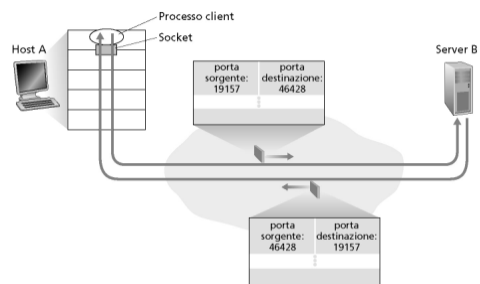 Processo client
Socket
Host A
Server B
porta
sorgente:
19157
porta
destinazione:
46428
porta
sorgente:
46428
porta
destinazione:
19157